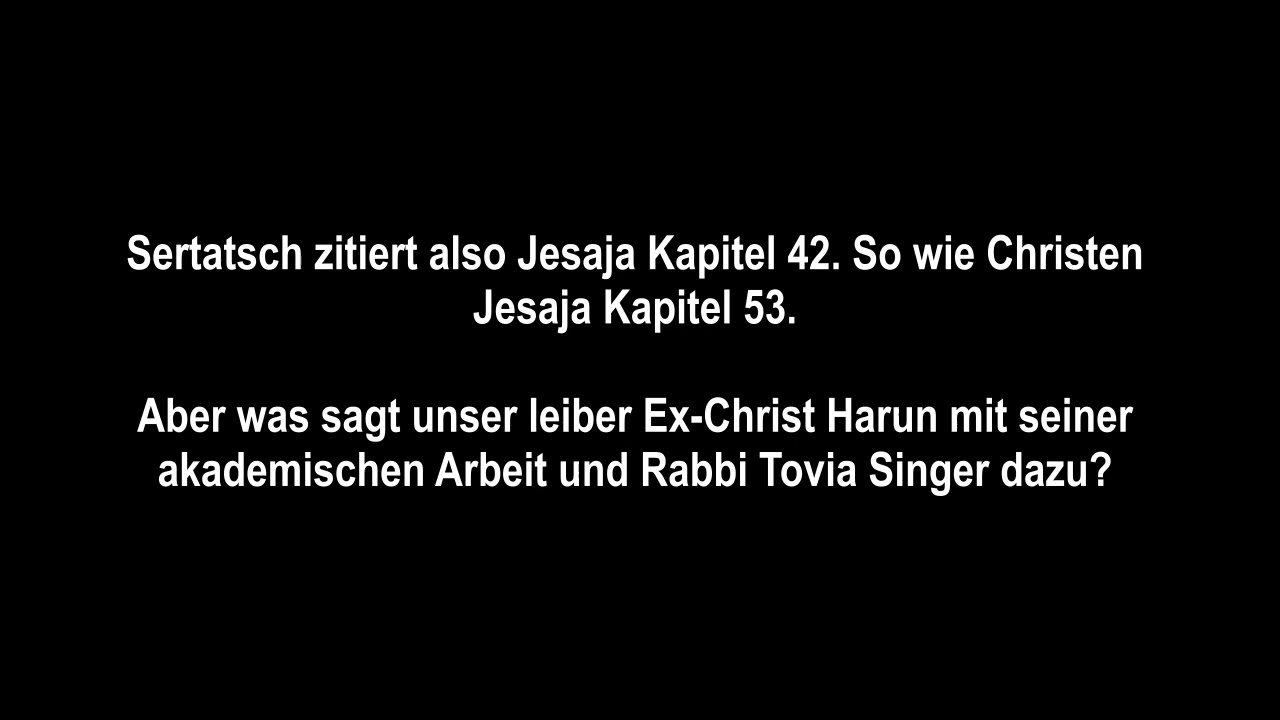 Sertatsch zitiert also Jesaja Kapitel 42. So wie Christen
Jesaja Kapitel 53.
Aber was sagt unser leiber Ex-Christ Harun mit seiner
akademischen Arbeit und Rabbi Tovia Singer dazu?